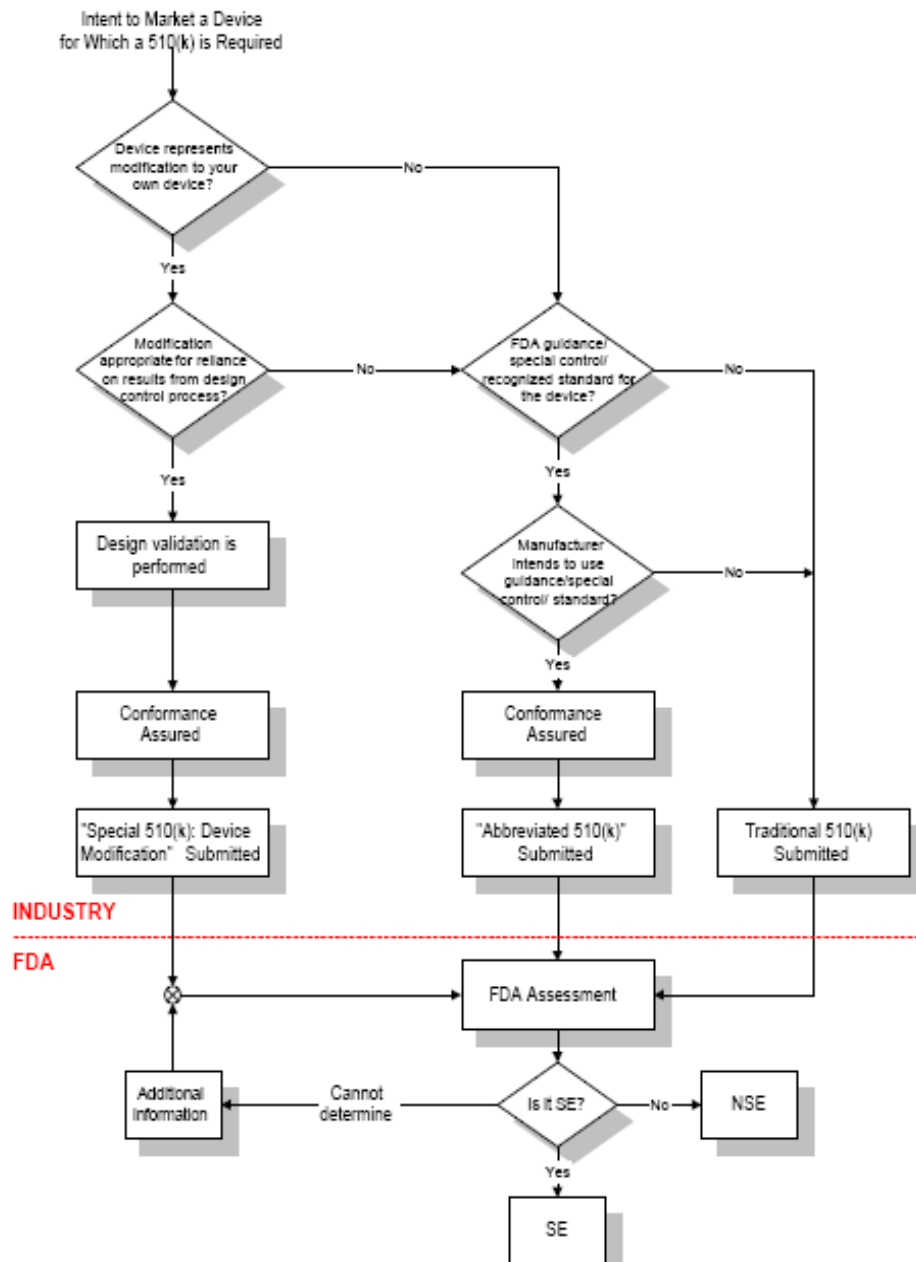 Intent to Market a Device
for Which a 510(k) is Required
Device represents
modification to your
own device?
No
Yes
Modification
appropriate for reliance
on results from design
control process?
No
FDA guidance/
special control/
recognized standard for
the device?
No
Yes
Yes
Design validation is
performed
Manufacturer
intends to use
guidance/special
control/ standard?
No
Yes
Conformance
Assured
Conformance
Assured
"Special 510(k): Device
Modification" Submitted
"Abbreviated 510(k)"
Submitted
Traditional 510(k)
Submitted
INDUSTRY
FDA
FDA Assessment
Additional
Information
Cannot
determine
Is it SE?
No
NSE
Yes
SE